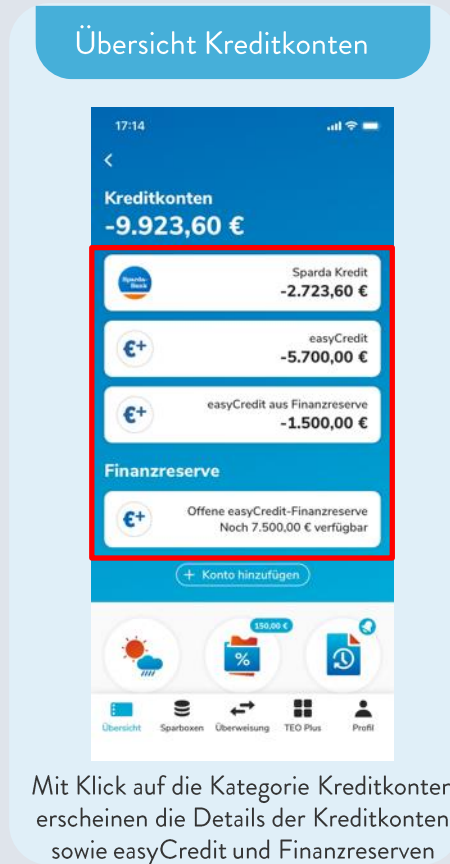 Übersicht Kreditkonten
17:14
Kreditkonten
-9.923,60 €
Sparda-
Bank
Sparda Kredit
-2.723,60 €
€+
easyCredit
-5.700,00 €
€+
easyCredit aus Finanzreserve
-1.500,00 €
Finanzreserve
€+
Offene easyCredit-Finanzreserve
Noch 7.500,00 € verfügbar
+ Konto hinzufügen
150,00 €
%
Übersicht Sparboxen Überweisung TEO Plus Profil
Mit Klick auf die Kategorie Kreditkonten
erscheinen die Details der Kreditkonten
sowie easyCredit und Finanzreserven